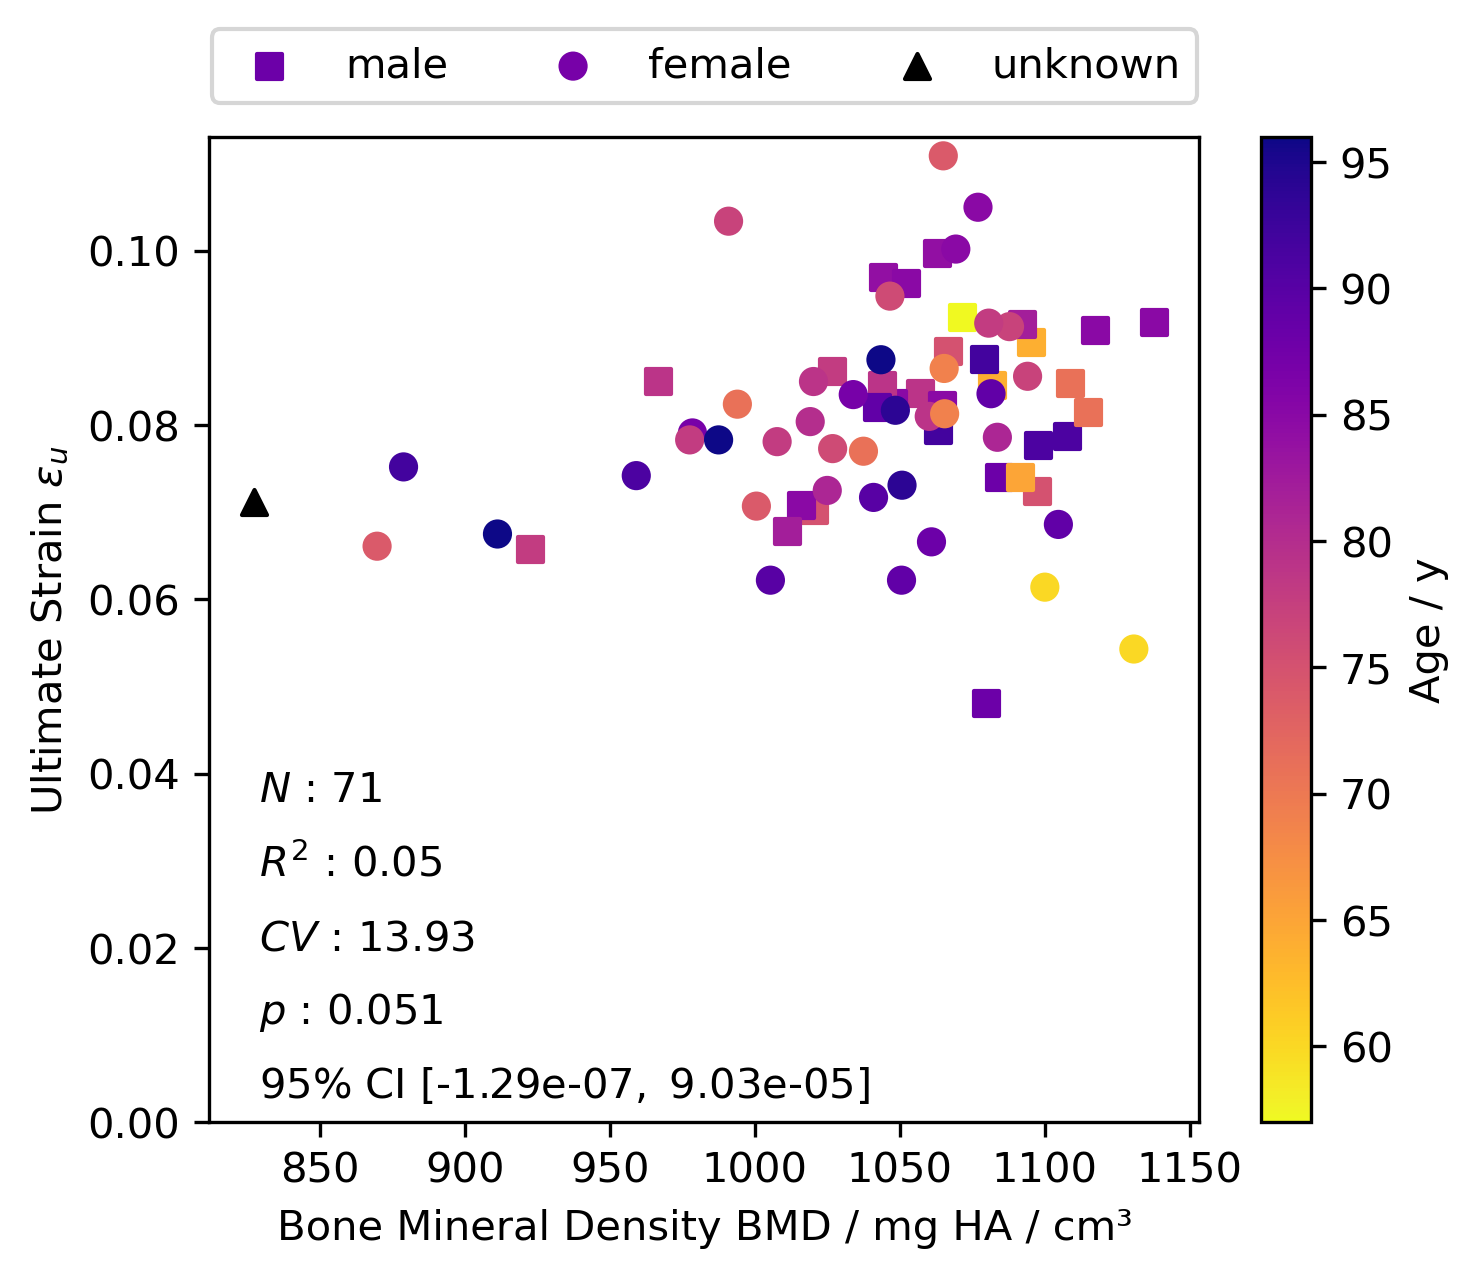 male female unknown
0.10
0.08
0.06
0.04
0.02
0.00
Ultimate Strain εu
N : 71
R² : 0.05
CV : 13.93
p : 0.051
95% CI [-1.29e-07, 9.03e-05]
850 900 950 1000 1050 1100 1150
Bone Mineral Density BMD / mg HA / cm³
95
90
85
80
75
70
65
60
Age / y